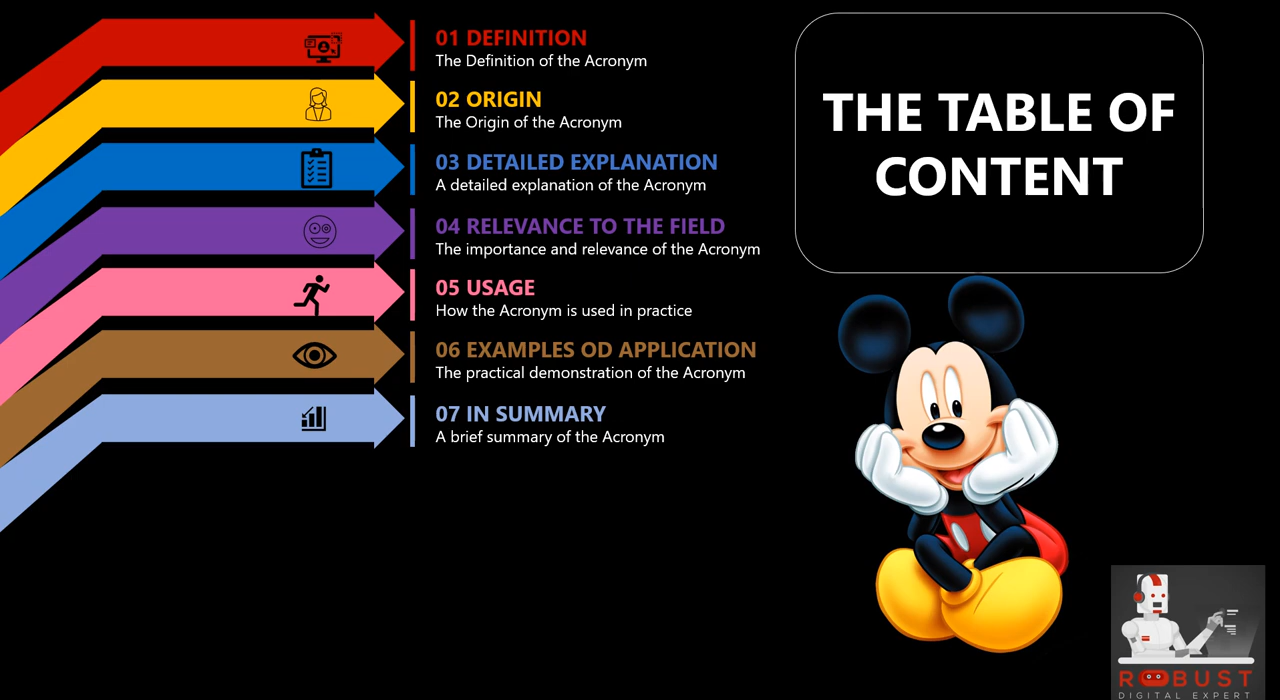 01 DEFINITION
The Definition of the Acronym
02 ORIGIN
The Origin of the Acronym
03 DETAILED EXPLANATION
A detailed explanation of the Acronym
04 RELEVANCE TO THE FIELD
The importance and relevance of the Acronym
05 USAGE
How the Acronym is used in practice
06 EXAMPLES OD APPLICATION
The practical demonstration of the Acronym
07 IN SUMMARY
A brief summary of the Acronym
THE TABLE OF
CONTENT
ROBUST
DIGITAL EXPERT